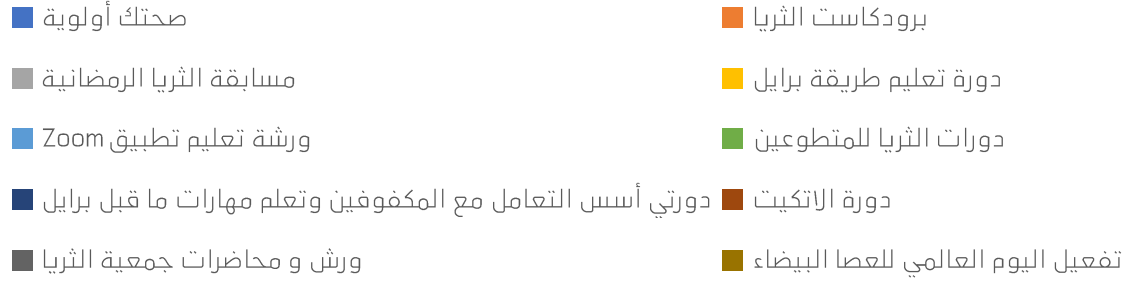 صحتك أولوية
برودكاست الثريا
مسابقة الثريا الرمضانية
دورة تعليم طريقة برايل
ورشة تعليم تطبيق Zoom
دورات الثريا للمتطوعين
دورتي أسس التعامل مع المكفوفين وتعلم مهارات ما قبل برايل
دورة الاتكيت
ورش و محاضرات جمعية الثريا
تفعيل اليوم العالمي للعصا البيضاء